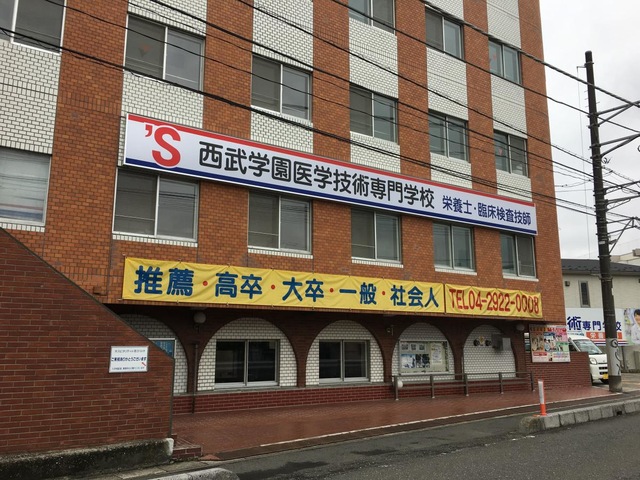 'S 西武学園医学技術専門学校 栄養士・臨床検査技師
推薦・高卒・大卒・一般・社会人 TEL04-2922-0008
術専門学校